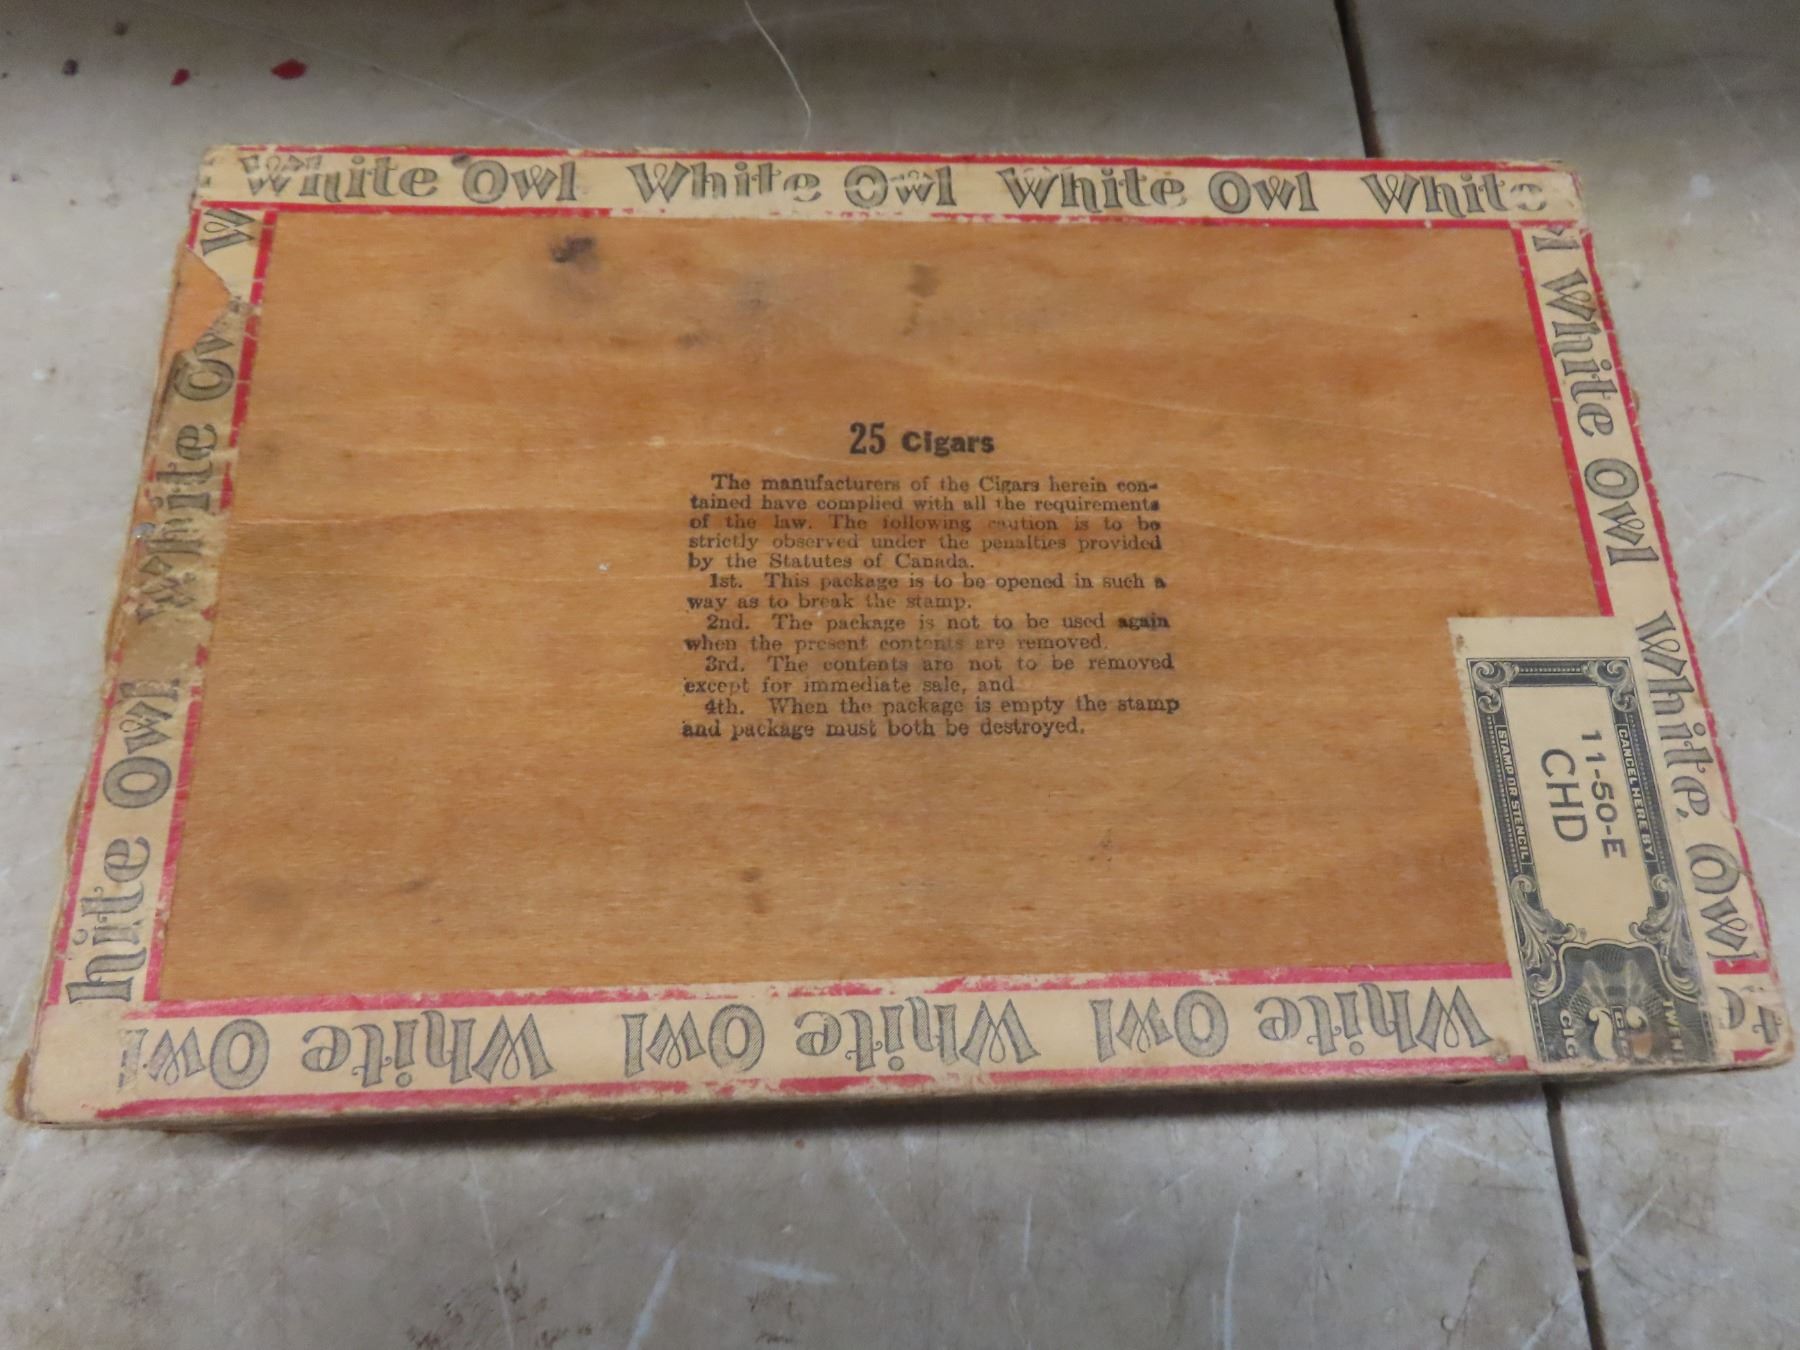 White Owl White Owl White Owl White
White Owl White Owl
White Owl White Owl
25 Cigars
The manufacturers of the Cigars herein con-
tained have complied with all the requirements
of the law. The following caution is to be
strictly observed under the penalties provided
by the Statutes of Canada.
1st. This package is to be opened in such a
way as to break the stamp.
2nd. The package is not to be used again
when the present contents are removed.
3rd. The contents are not to be removed
except for immediate sale, and
4th. When the package is empty the stamp
and package must both be destroyed.
CANCEL HERE BY
11-50-E
CHD
STAMP OR STENCIL
White Owl White Owl White Owl